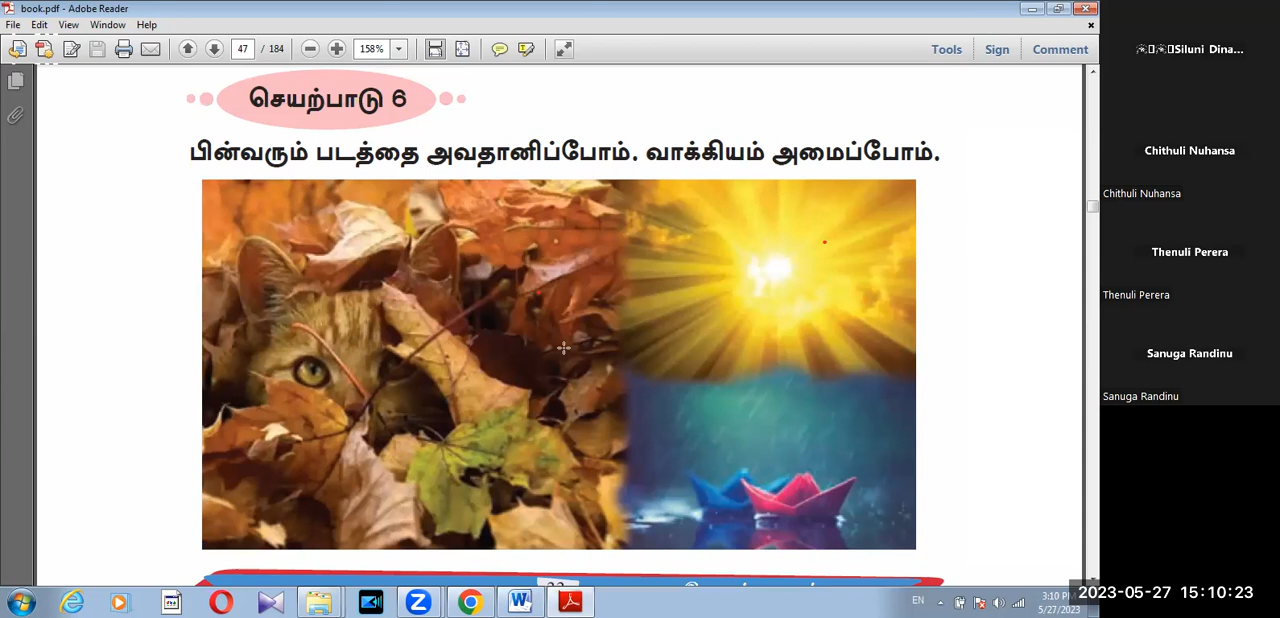 book.pdf - Adobe Reader
File Edit View Window Help
47 / 184 158% Tools Sign Comment
செயற்பாடு 6
பின்வரும் படத்தை அவதானிப்போம். வாக்கியம் அமைப்போம்.
Siluni Dina...
Chithuli Nuhansa
Chithuli Nuhansa
Thenuli Perera
Thenuli Perera
Sanuga Randinu
Sanuga Randinu
EN
3:10 PM
5/27/2023
2023-05-27 15:10:23